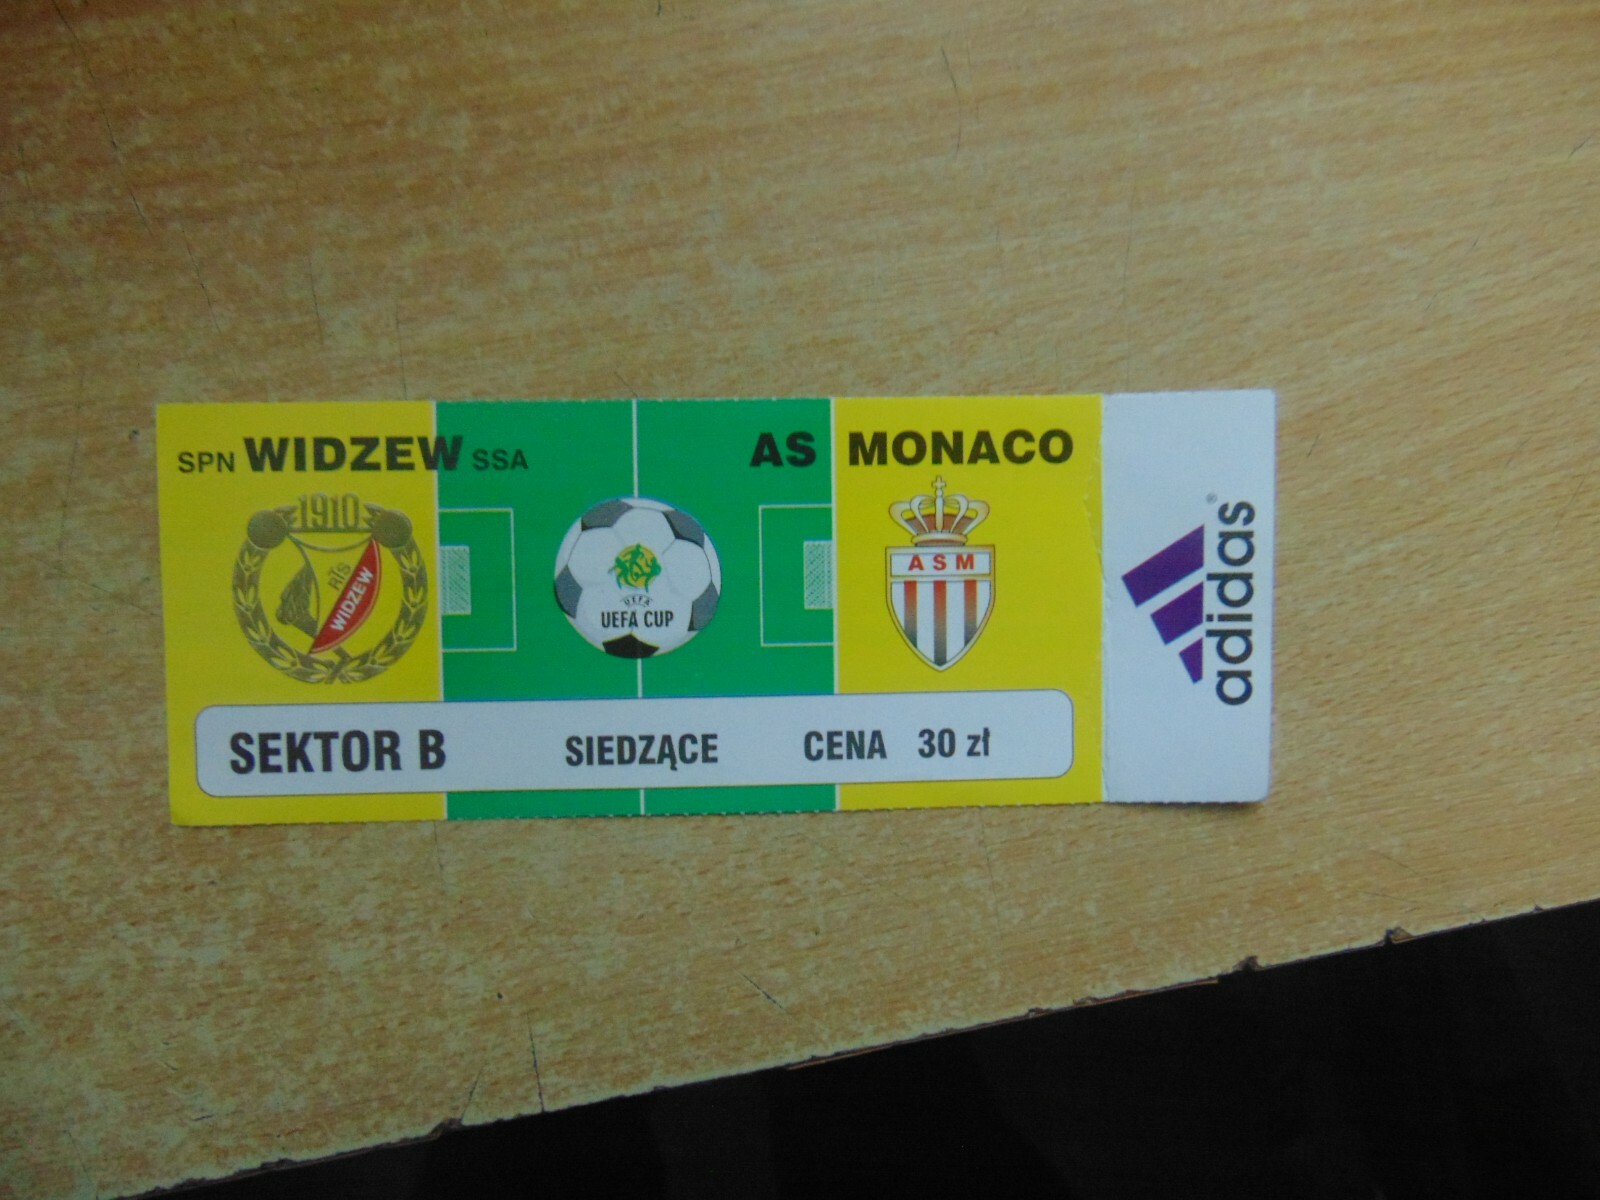 SPN WIDZEW SSA
AS MONACO
1910
RTS
WIDZEW
UEFA
UEFA CUP
ASM
SEKTOR B SIEDZĄCE CENA 30 zł
adidas®